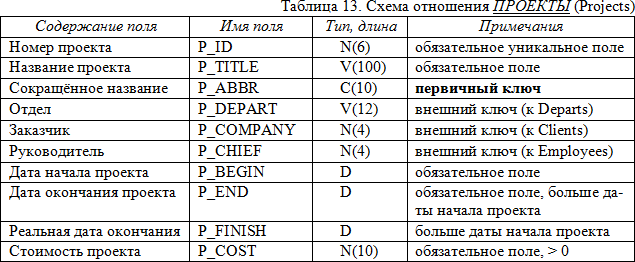 Таблица 13. Схема отношения ПРОЕКТЫ (Projects)
Содержание поля Имя поля Тип, длина Примечания
Номер проекта P_ID N(6) обязательное уникальное поле
Название проекта P_TITLE V(100) обязательное поле
Сокращённое название P_ABBR C(10) первичный ключ
Отдел P_DEPART V(12) внешний ключ (к Departs)
Заказчик P_COMPANY N(4) внешний ключ (к Clients)
Руководитель P_CHIEF N(4) внешний ключ (к Employees)
Дата начала проекта P_BEGIN D обязательное поле
Дата окончания проекта P_END D обязательное поле, больше да-
ты начала проекта
Реальная дата окончания P_FINISH D больше даты начала проекта
Стоимость проекта P_COST N(10) обязательное поле, > 0